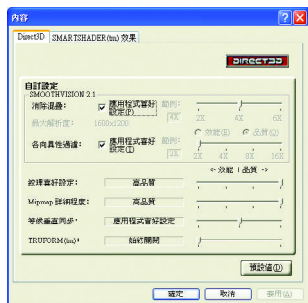 內容
Direct3D SMARTSHADER(tm) 效果
DIRECT3D
自訂設定
SMOOTHVISION 2.1
消除混疊: 應用程式喜好設定(P) 範例: 4X 2X 4X 6X
最大解析度: 1600x1200 效能(E) 品質(Q)
各向異性過濾: 應用程式喜好設定(I) 範例: 2X 2X 4X 8X 16X
<- 效能 | 品質 ->
紋理喜好設定: 高品質
Mipmap 詳細程度: 高品質
等候垂直同步: 應用程式喜好設定
TRUFORM(tm): 始終關閉
預設值(D)
確定 取消 套用(A)